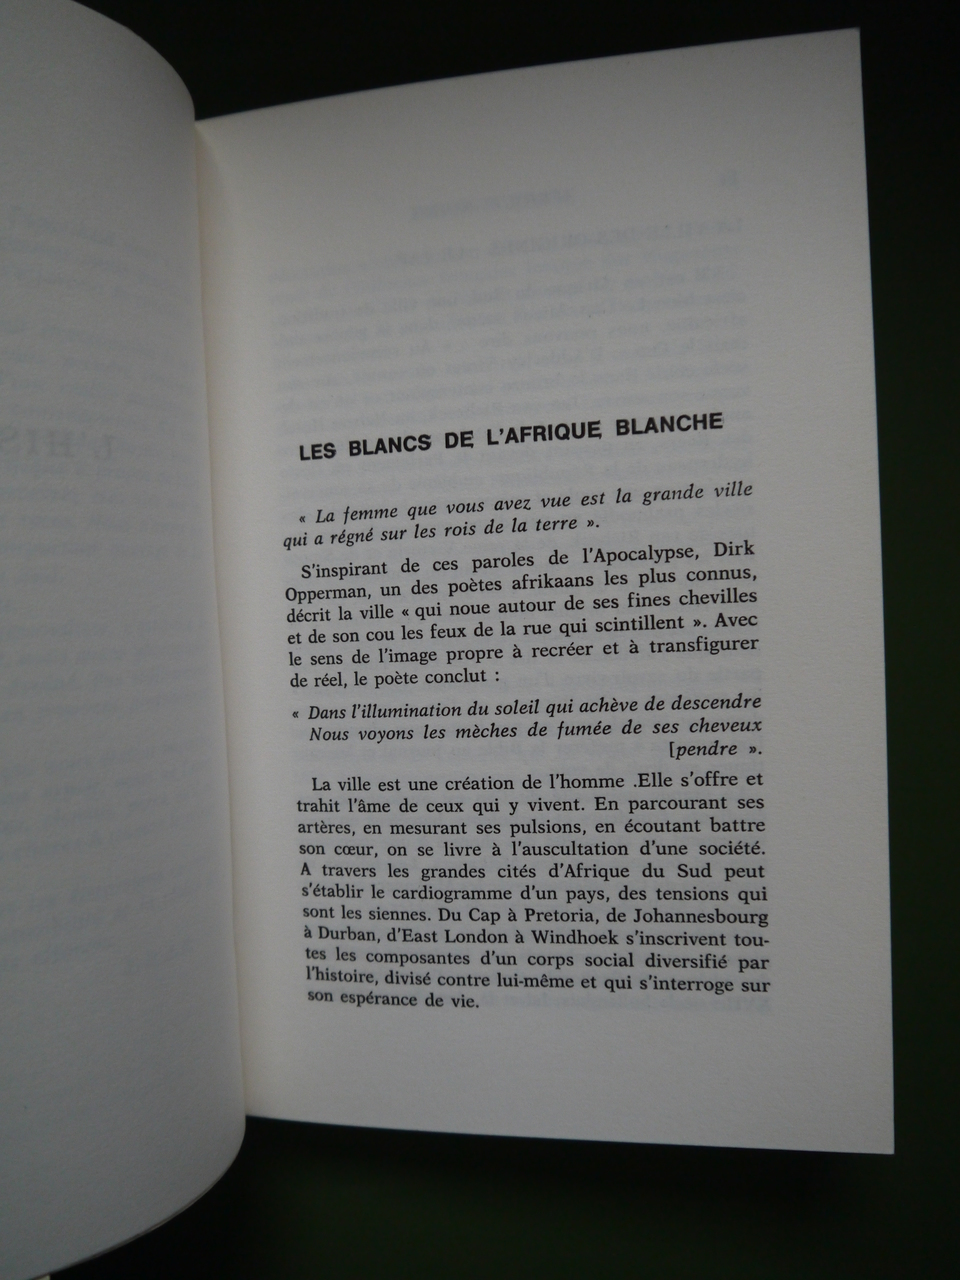 LES BLANCS DE L'AFRIQUE BLANCHE
« La femme que vous avez vue est la grande ville
qui a régné sur les rois de la terre ».
S'inspirant de ces paroles de l'Apocalypse, Dirk
Opperman, un des poètes afrikaans les plus connus,
décrit la ville « qui noue autour de ses fines chevilles
et de son cou les feux de la rue qui scintillent ». Avec
le sens de l'image propre à recréer et à transfigurer
de réel, le poète conclut :
« Dans l'illumination du soleil qui achève de descendre
Nous voyons les mèches de fumée de ses cheveux
[pendre ».
La ville est une création de l'homme .Elle s'offre et
trahit l'âme de ceux qui y vivent. En parcourant ses
artères, en mesurant ses pulsions, en écoutant battre
son cœur, on se livre à l'auscultation d'une société.
A travers les grandes cités d'Afrique du Sud peut
s'établir le cardiogramme d'un pays, des tensions qui
sont les siennes. Du Cap à Pretoria, de Johannesbourg
à Durban, d'East London à Windhoek s'inscrivent tou-
tes les composantes d'un corps social diversifié par
l'histoire, divisé contre lui-même et qui s'interroge sur
son espérance de vie.